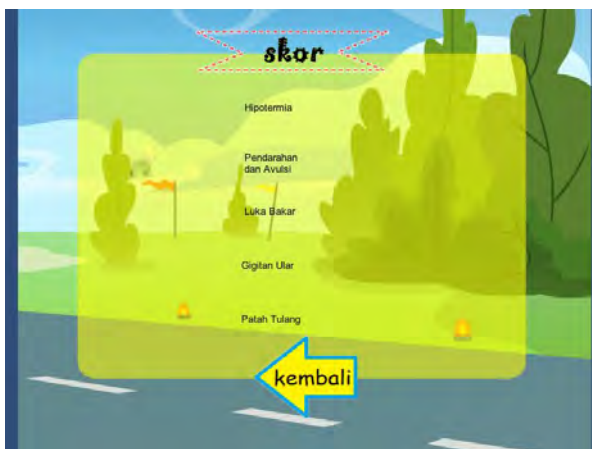 skor
Hipotermia
Pendarahan
dan Avulsi
Luka Bakar
Gigitan Ular
Patah Tulang
kembali